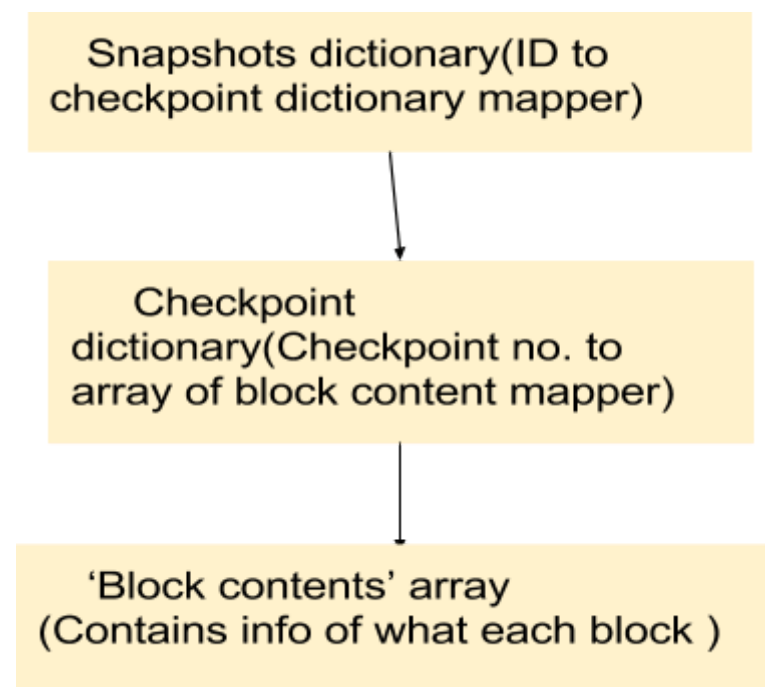 Snapshots dictionary(ID to
checkpoint dictionary mapper)
Checkpoint
dictionary(Checkpoint no. to
array of block content mapper)
‘Block contents’ array
(Contains info of what each block )